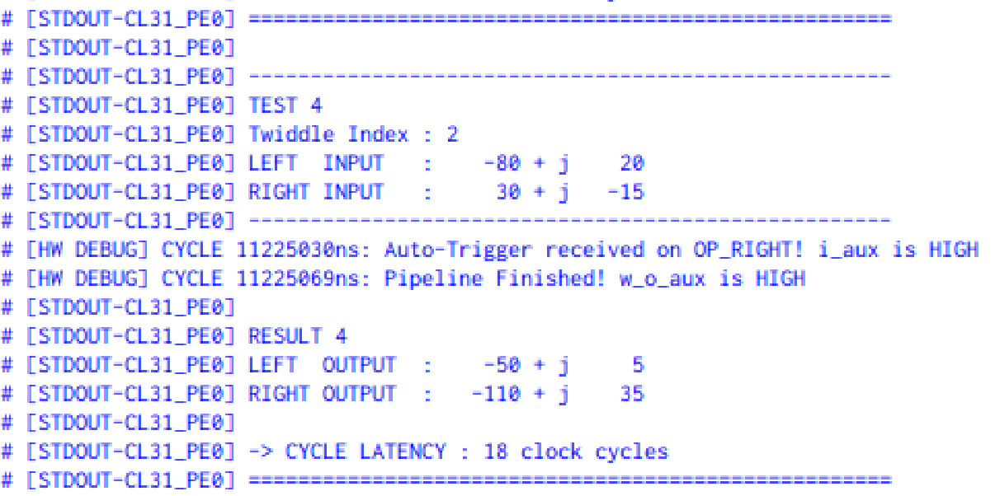 # [STDOUT-CL31_PE0] ====================================================
# [STDOUT-CL31_PE0]
# [STDOUT-CL31_PE0] ----------------------------------------------------
# [STDOUT-CL31_PE0] TEST 4
# [STDOUT-CL31_PE0] Twiddle Index : 2
# [STDOUT-CL31_PE0] LEFT  INPUT   :    -80 + j    20
# [STDOUT-CL31_PE0] RIGHT INPUT   :     30 + j   -15
# [STDOUT-CL31_PE0] ----------------------------------------------------
# [HW DEBUG] CYCLE 11225030ns: Auto-Trigger received on OP_RIGHT! i_aux is HIGH
# [HW DEBUG] CYCLE 11225069ns: Pipeline Finished! w_o_aux is HIGH
# [STDOUT-CL31_PE0]
# [STDOUT-CL31_PE0] RESULT 4
# [STDOUT-CL31_PE0] LEFT  OUTPUT  :    -50 + j     5
# [STDOUT-CL31_PE0] RIGHT OUTPUT  :   -110 + j    35
# [STDOUT-CL31_PE0]
# [STDOUT-CL31_PE0] -> CYCLE LATENCY : 18 clock cycles
# [STDOUT-CL31_PE0] ====================================================